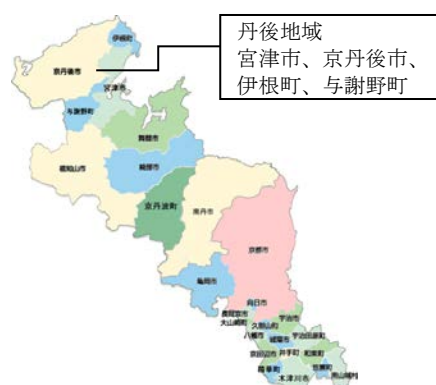 丹後地域
宮津市、京丹後市、
伊根町、与謝野町
伊根町
京丹後市
宮津市
与謝野町
舞鶴市
綾部市
福知山市
京丹波町
南丹市
京都市
亀岡市
向日市
長岡京市
大山崎町
久御山町
宇治市
八幡市
城陽市
宇治田原町
京田辺市
井手町
和束町
精華町
笠置町
南山城村
木津川市